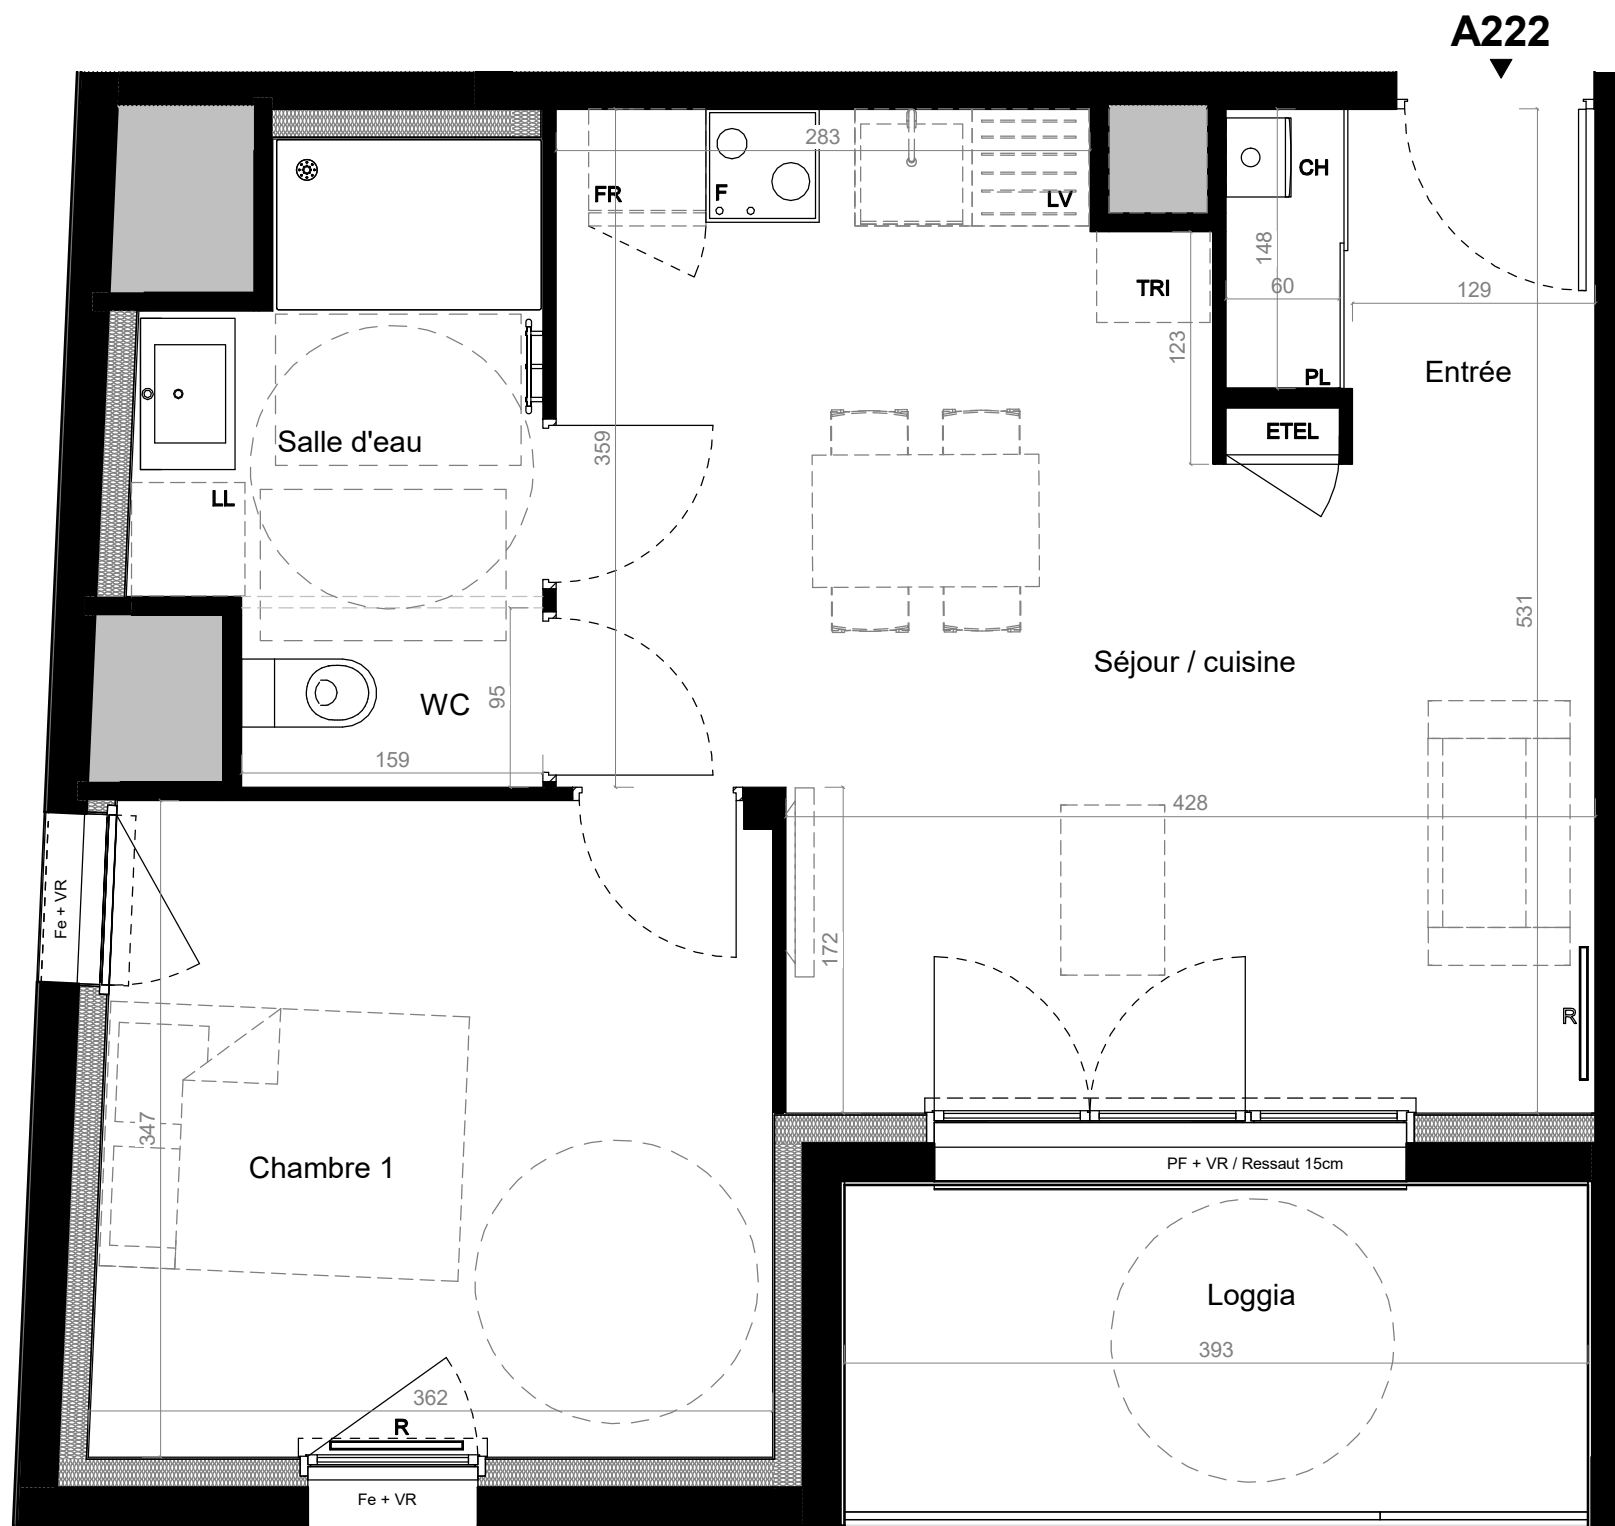 A222
283
FR
F
LV
CH
148
60
TRI
129
123
PL
Entrée
ETEL
Salle d'eau
359
LL
531
Séjour / cuisine
WC
95
159
428
Fe + VR
172
R
347
Chambre 1
PF + VR / Ressaut 15cm
Loggia
393
362
R
Fe + VR